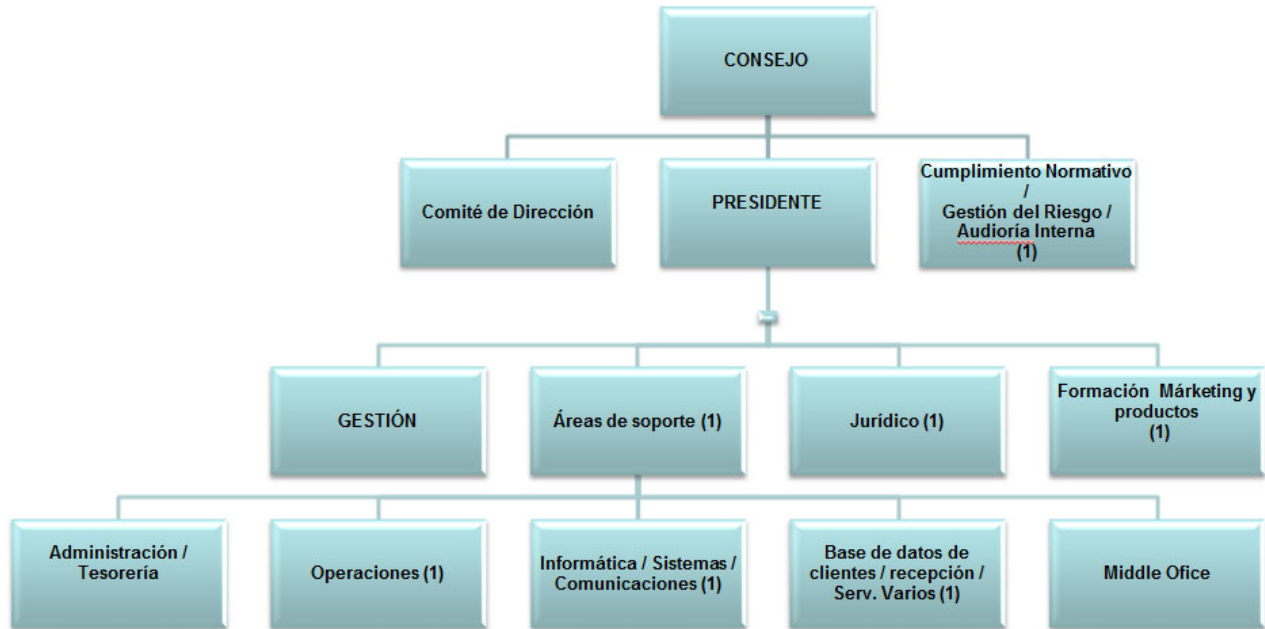 CONSEJO
Comité de Dirección
PRESIDENTE
Cumplimiento Normativo
/
Gestión del Riesgo /
Audioría Interna
(1)
GESTIÓN
Áreas de soporte (1)
Jurídico (1)
Formación Márketing y
productos
(1)
Administración /
Tesorería
Operaciones (1)
Informática / Sistemas /
Comunicaciones (1)
Base de datos de
clientes / recepción /
Serv. Varios (1)
Middle Ofice